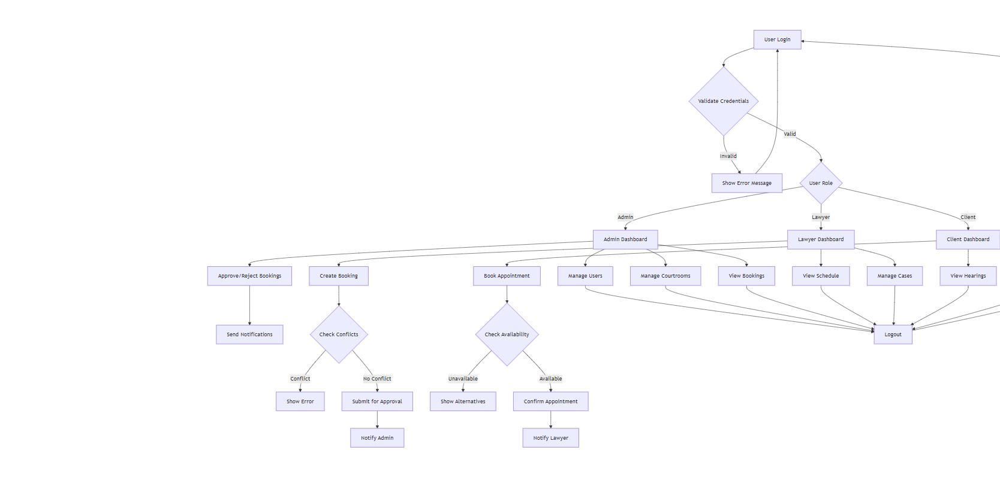 User Login
Validate Credentials
Valid
Invalid
Show Error Message
User Role
Admin
Lawyer
Client
Admin Dashboard
Lawyer Dashboard
Client Dashboard
Approve/Reject Bookings
Create Booking
Book Appointment
Manage Users
Manage Courtrooms
View Bookings
View Schedule
Manage Cases
View Hearings
Send Notifications
Check Conflicts
Check Availability
Logout
Conflict
No Conflict
Unavailable
Available
Show Error
Submit for Approval
Show Alternatives
Confirm Appointment
Notify Admin
Notify Lawyer